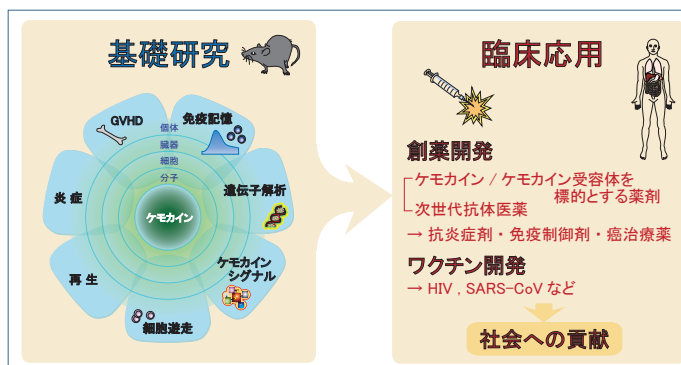 基礎研究
GVHD
免疫記憶
個体
臓器
細胞
分子
炎症
遺伝子解析
ケモカイン
再生
ケモカイン
シグナル
細胞遊走
臨床応用
創薬開発
ケモカイン / ケモカイン受容体を
標的とする薬剤
次世代抗体医薬
→ 抗炎症剤・免疫制御剤・癌治療薬
ワクチン開発
→ HIV , SARS-CoV など
社会への貢献